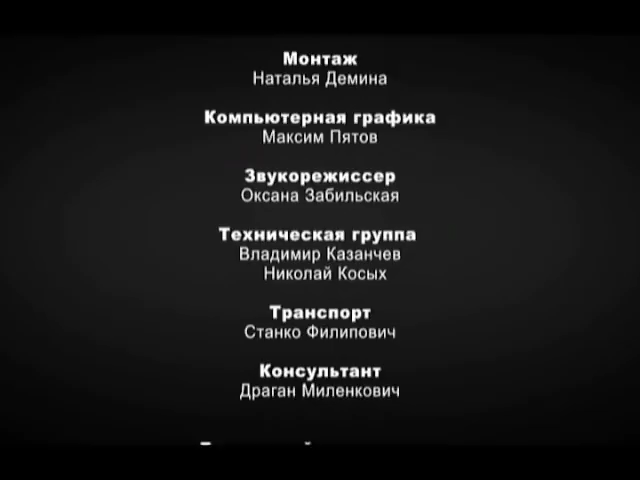 Монтаж
Наталья Демина
Компьютерная графика
Максим Пятов
Звукорежиссер
Оксана Забильская
Техническая группа
Владимир Казанчев
Николай Косых
Транспорт
Станко Филипович
Консультант
Драган Миленкович